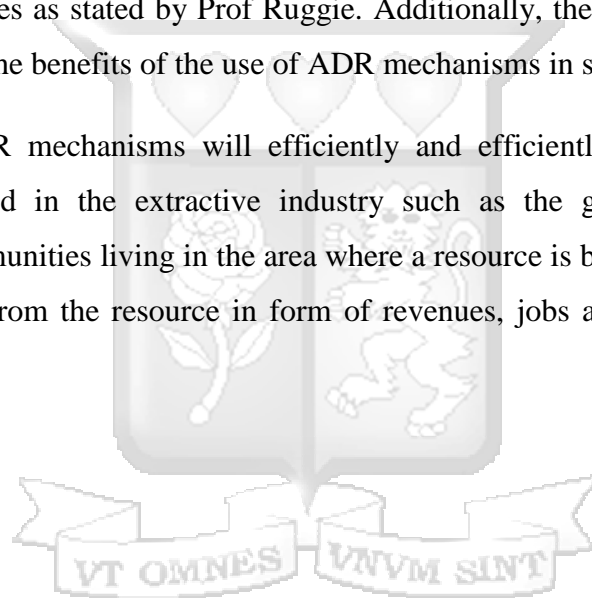 es as stated by Prof Ruggie. Additionally, the
he benefits of the use of ADR mechanisms in s
R mechanisms will efficiently and efficientl
d in the extractive industry such as the g
munities living in the area where a resource is b
rom the resource in form of revenues, jobs a
VT OMNES VNVM SINT